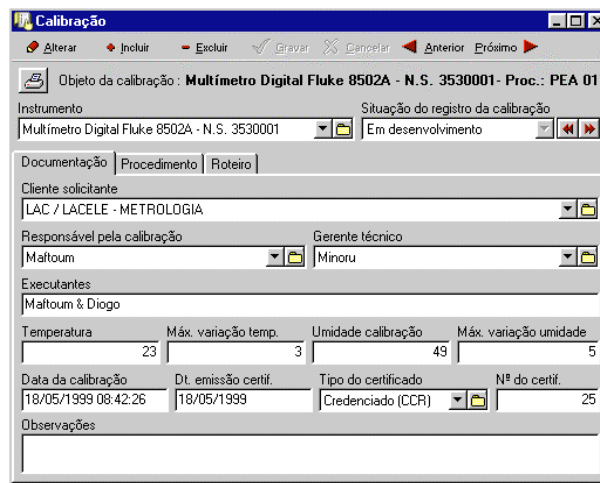 Calibração
Alterar Incluir Excluir Gravar Cancelar Anterior Próximo
Objeto da calibração : Multímetro Digital Fluke 8502A - N.S. 3530001- Proc.: PEA 01
Instrumento Situação do registro da calibração
Multímetro Digital Fluke 8502A - N.S. 3530001 Em desenvolvimento
Documentação Procedimento Roteiro
Cliente solicitante
LAC / LACELE - METROLOGIA
Responsável pela calibração Gerente técnico
Maftoum Minoru
Executantes
Maftoum & Diogo
Temperatura Máx. variação temp. Umidade calibração Máx. variação umidade
23 3 49 5
Data da calibração Dt. emissão certif. Tipo do certificado Nº do certif.
18/05/1999 08:42:26 18/05/1999 Credenciado (CCR) 25
Observações